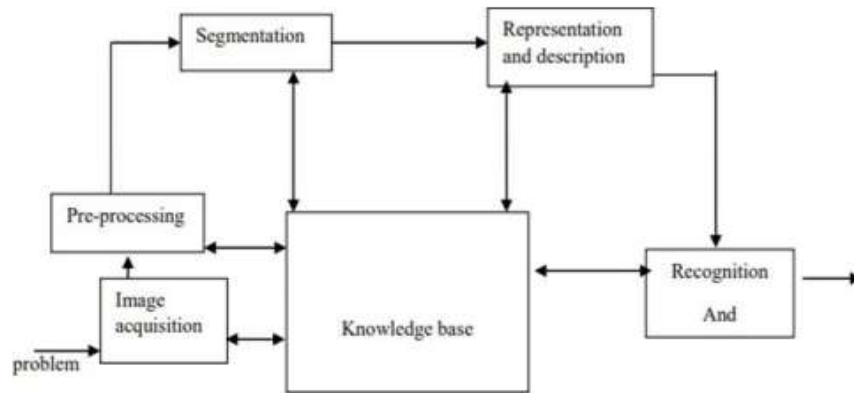 Segmentation
Representation
and description
Pre-processing
Image
acquisition
problem
Knowledge base
Recognition
And